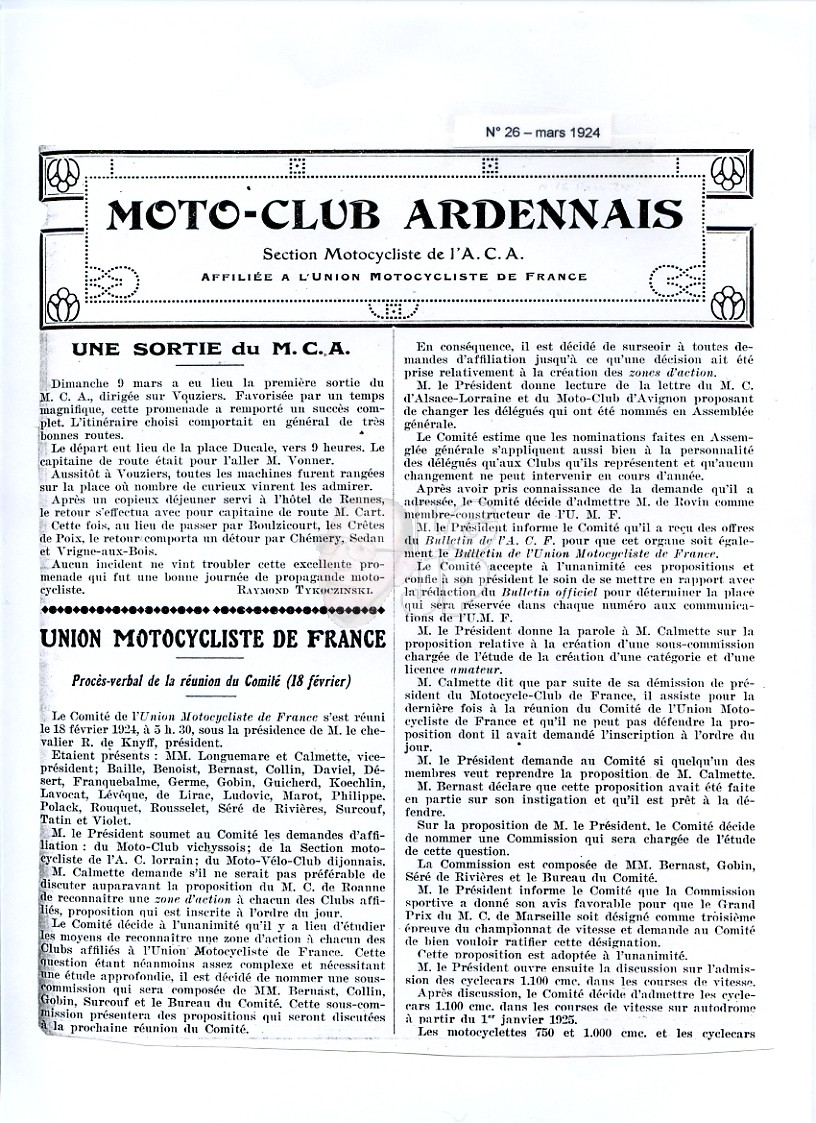 N° 26 – mars 1924
MOTO-CLUB ARDENNAIS
Section Motocycliste de l'A. C. A.
AFFILIÉE A L'UNION MOTOCYCLISTE DE FRANCE
UNE SORTIE du M. C. A.
Dimanche 9 mars a eu lieu la première sortie du
M. C. A., dirigée sur Vouziers. Favorisée par un temps
magnifique, cette promenade a remporté un succès com-
plet. L'itinéraire choisi comportait en général de très
bonnes routes.
Le départ eut lieu de la place Ducale, vers 9 heures. Le
capitaine de route était pour l'aller M. Vonner.
Aussitôt à Vouziers, toutes les machines furent rangées
sur la place où nombre de curieux vinrent les admirer.
Après un copieux déjeuner servi à l'hôtel de Rennes,
le retour s'effectua avec pour capitaine de route M. Cart.
Cette fois, au lieu de passer par Boulzicourt, les Crêtes
de Poix, le retour comporta un détour par Chémery, Sedan
et Vrigne-aux-Bois.
Aucun incident ne vint troubler cette excellente pro-
menade qui fut une bonne journée de propagande moto-
cycliste. RAYMOND TYKOCZINSKI.
UNION MOTOCYCLISTE DE FRANCE
Procès-verbal de la réunion du Comité (18 février)
Le Comité de l'Union Motocycliste de France s'est réuni
le 18 février 1924, à 5 h. 30, sous la présidence de M. le che-
valier R. de Knyff, président.
Etaient présents : MM. Longuemare et Calmette, vice-
président; Baille, Benoist, Bernast, Collin, Daviel, Dé-
sert, Franquebalme, Germe, Gobin, Guicherd, Koechlin,
Lavocat, Lévêque, de Lirac, Ludovic, Marot, Philippe,
Polack, Rouquet, Rousselet, Séré de Rivières, Surcouf,
Tatin et Violet.
M. le Président soumet au Comité les demandes d'affi-
liation : du Moto-Club vichyssois; de la Section moto-
cycliste de l'A. C. lorrain; du Moto-Vélo-Club dijonnais.
M. Calmette demande s'il ne serait pas préférable de
discuter auparavant la proposition du M. C. de Roanne
de reconnaître une zone d'action à chacun des Clubs affi-
liés, proposition qui est inscrite à l'ordre du jour.
Le Comité décide à l'unanimité qu'il y a lieu d'étudier
les moyens de reconnaître une zone d'action à chacun des
Clubs affiliés à l'Union Motocycliste de France. Cette
question étant néanmoins assez complexe et nécessitant
une étude approfondie, il est décidé de nommer une sous-
commission qui sera composée de MM. Bernast, Collin,
Gobin, Surcouf et le Bureau du Comité. Cette sous-com-
mission présentera des propositions qui seront discutées
à la prochaine réunion du Comité.
En conséquence, il est décidé de surseoir à toutes de-
mandes d'affiliation jusqu'à ce qu'une décision ait été
prise relativement à la création des zones d'action.
M. le Président donne lecture de la lettre du M. C.
d'Alsace-Lorraine et du Moto-Club d'Avignon proposant
de changer les délégués qui ont été nommés en Assemblée
générale.
Le Comité estime que les nominations faites en Assem-
glée générale s'appliquent aussi bien à la personnalité
des délégués qu'aux Clubs qu'ils représentent et qu'aucun
changement ne peut intervenir en cours d'année.
Après avoir pris connaissance de la demande qu'il a
adressée, le Comité décide d'admettre M. de Rovin comme
membre-constructeur de l'U. M. F.
M. le Président informe le Comité qu'il a reçu des offres
du Bulletin de l'A. C. F. pour que cet organe soit égale-
ment le Bulletin de l'Union Motocycliste de France.
Le Comité accepte à l'unanimité ces propositions et
confie à son président le soin de se mettre en rapport avec
la rédaction du Bulletin officiel pour déterminer la place
qui sera réservée dans chaque numéro aux communica-
tions de l'U.M. F.
M. le Président donne la parole à M. Calmette sur la
proposition relative à la création d'une sous-commission
chargée de l'étude de la création d'une catégorie et d'une
licence amateur.
M. Calmette dit que par suite de sa démission de pré-
sident du Motocycle-Club de France, il assiste pour la
dernière fois à la réunion du Comité de l'Union Moto-
cycliste de France et qu'il ne peut pas défendre la pro-
position dont il avait demandé l'inscription à l'ordre du
jour.
M. le Président demande au Comité si quelqu'un des
membres veut reprendre la proposition de M. Calmette.
M. Bernast déclare que cette proposition avait été faite
en partie sur son instigation et qu'il est prêt à la dé-
fendre.
Sur la proposition de M. le Président, le Comité décide
de nommer une Commission qui sera chargée de l'étude
de cette question.
La Commission est composée de MM. Bernast, Gobin,
Séré de Rivières et le Bureau du Comité.
M. le Président informe le Comité que la Commission
sportive a donné son avis favorable pour que le Grand
Prix du M. C. de Marseille soit désigné comme troisième
épreuve du championnat de vitesse et demande au Comité
de bien vouloir ratifier cette désignation.
Cette proposition est adoptée à l'unanimité.
M. le Président ouvre ensuite la discussion sur l'admis-
sion des cyclecars 1.100 cmc. dans les courses de vitesse.
Après discussion, le Comité décide d'admettre les cycle-
cars 1.100 cmc. dans les courses de vitesse sur autodrome
à partir du 1er janvier 1925.
Les motocyclettes 750 et 1.000 cmc. et les cyclecars